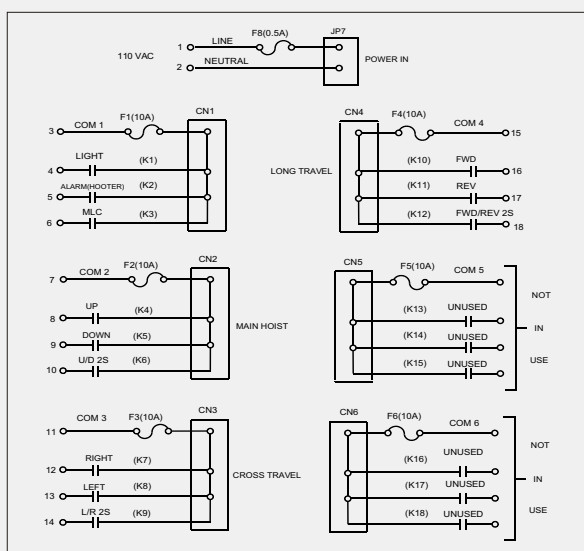 F8(0.5A) JP7
110 VAC 1 LINE
2 NEUTRAL POWER IN
CN1
3 COM 1 F1(10A)
4 LIGHT (K1)
5 ALARM(HOOTER) (K2)
6 MLC (K3)
CN4
F4(10A) COM 4 15
LONG TRAVEL (K10) FWD 16
(K11) REV 17
(K12) FWD/REV 2S 18
CN2
7 COM 2 F2(10A)
8 UP (K4)
MAIN HOIST
9 DOWN (K5)
10 U/D 2S (K6)
CN5
F5(10A) COM 5
(K13) UNUSED
(K14) UNUSED
(K15) UNUSED
NOT
IN
USE
CN3
11 COM 3 F3(10A)
12 RIGHT (K7)
CROSS TRAVEL
13 LEFT (K8)
14 L/R 2S (K9)
CN6
F6(10A) COM 6
(K16) UNUSED
(K17) UNUSED
(K18) UNUSED
NOT
IN
USE